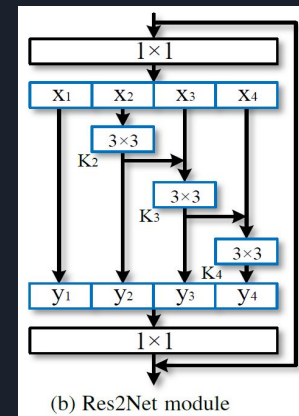 1×1
x1 x2 x3 x4
3×3
K2
3×3
K3
3×3
K4
y1 y2 y3 y4
1×1
(b) Res2Net module